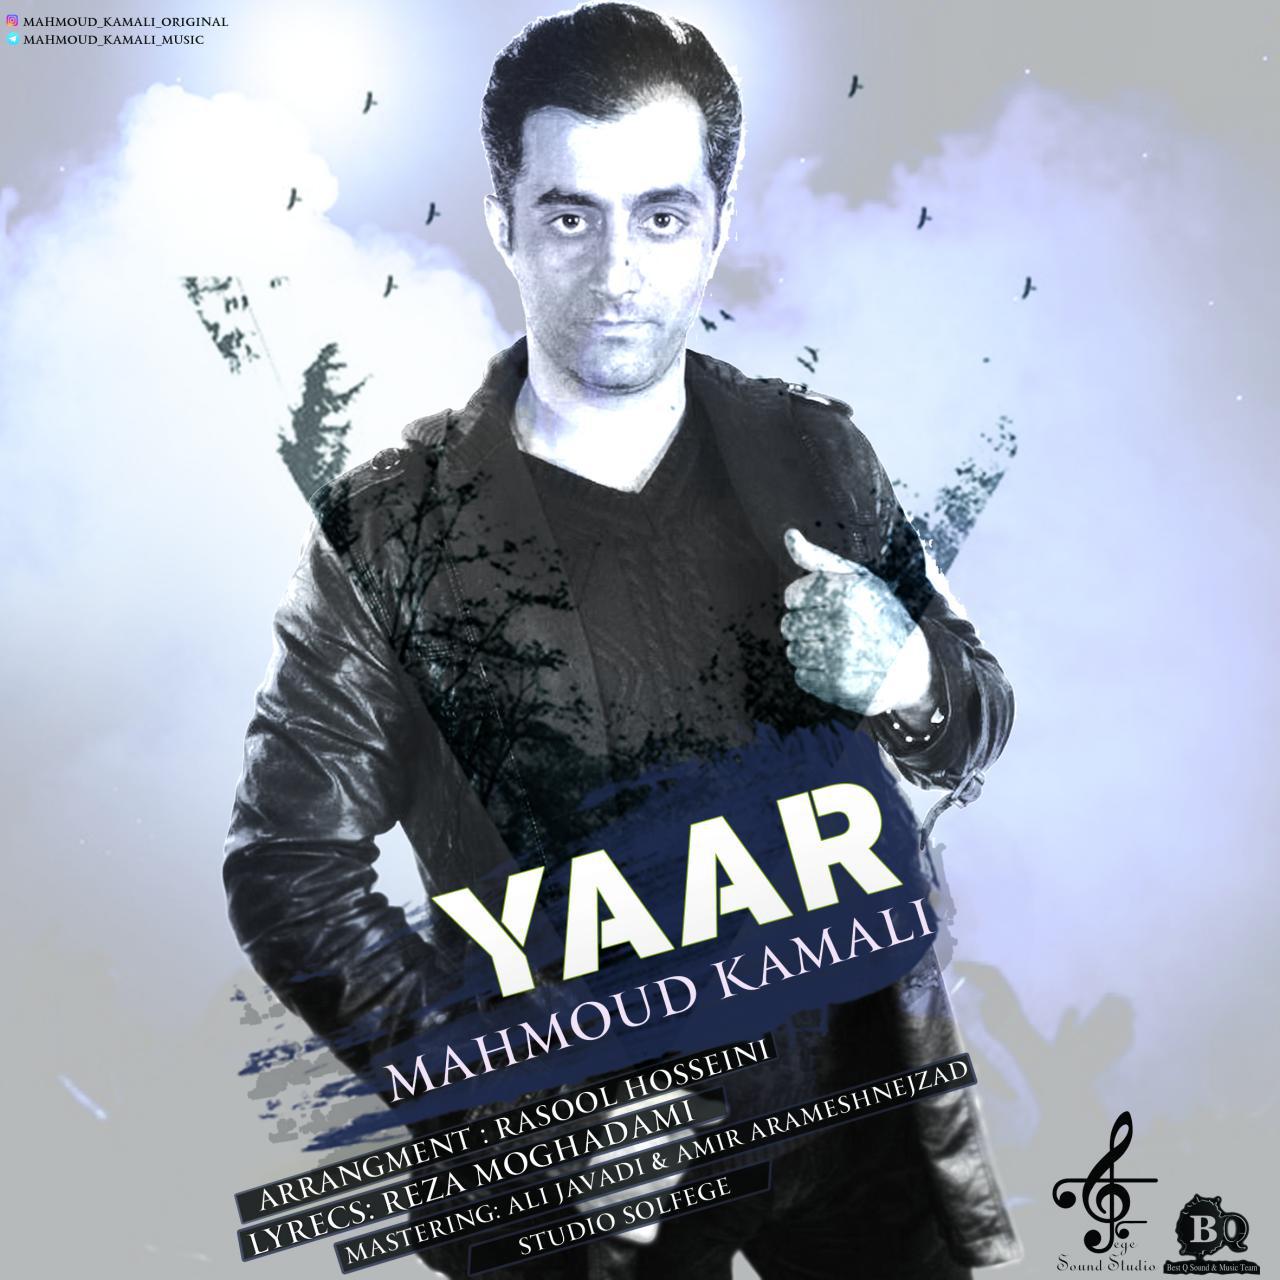 MAHMOUD_KAMALI_ORIGINAL
MAHMOUD_KAMALI_MUSIC
YAAR
MAHMOUD KAMALI
ARRANGMENT : RASOOL HOSSEINI
LYRECS: REZA MOGHADAMI
MASTERING: ALI JAVADI & AMIR ARAMESHNEJZAD
STUDIO SOLFEGE
ege
Sound Studio
BQ
Best Q Sound & Music Team